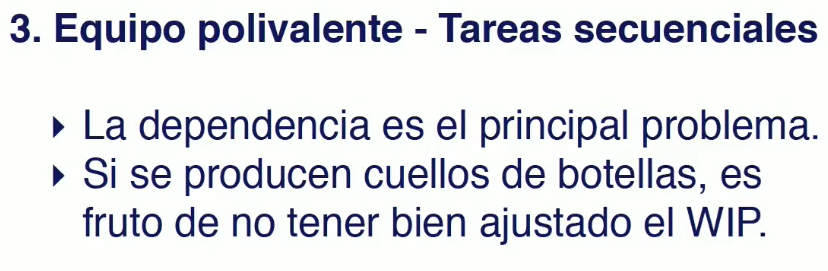 3. Equipo polivalente - Tareas secuenciales
‣ La dependencia es el principal problema.
‣ Si se producen cuellos de botellas, es
fruto de no tener bien ajustado el WIP.